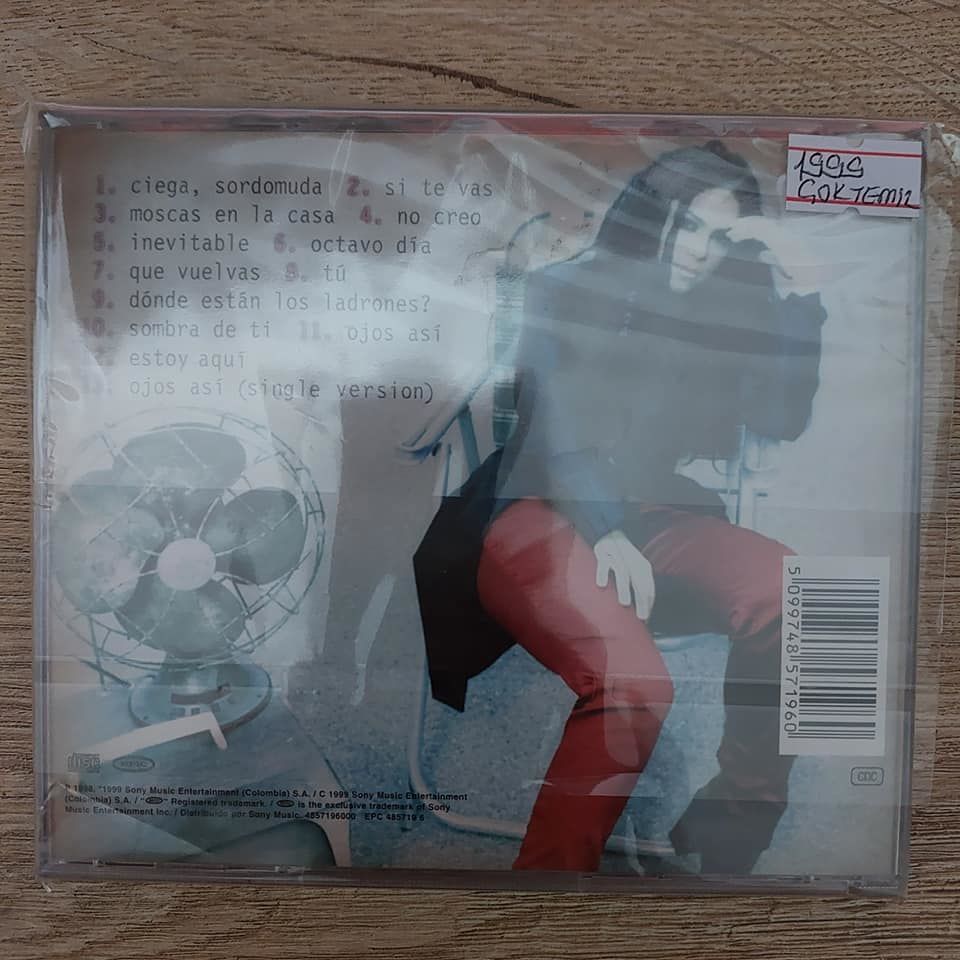 1. ciega, sordomuda 2. si te vas
3. moscas en la casa 4. no creo
5. inevitable 6. octavo día
7. que vuelvas 8. tú
9. dónde están los ladrones?
10. sombra de ti 11. ojos así
estoy aquí
ojos así (single version)
1999
5 099748 571960
disc
CDC
1998, "1999 Sony Music Entertainment (Colombia) S.A. / C 1999 Sony Music Entertainment
(Colombia) S.A. / " " Registered trademark. / is the exclusive trademark of Sony
Music Entertainment Inc. / Distribuido por Sony Music. 4857196000 EPC 485719 6